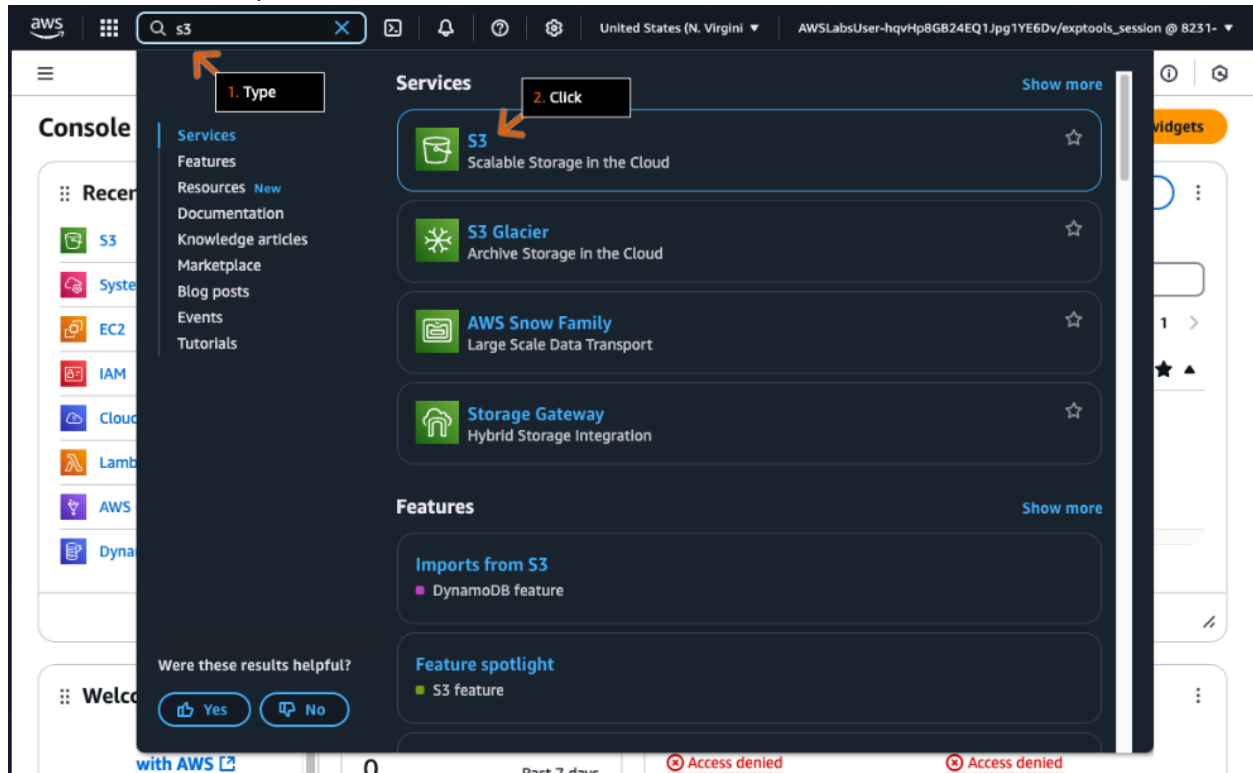 aws
s3
United States (N. Virgini
AWSLabsUser-hqvHp8GB24EQ1Jpg1YE6Dv/exptools_session @ 8231-
1. Type
2. Click
Console
widgets
Recer
S3
Syste
EC2
IAM
Cloud
Lamb
AWS
Dynar
Services
Features
Resources New
Documentation
Knowledge articles
Marketplace
Blog posts
Events
Tutorials
Were these results helpful?
Yes
No
Services
Show more
S3
Scalable Storage in the Cloud
S3 Glacier
Archive Storage in the Cloud
AWS Snow Family
Large Scale Data Transport
Storage Gateway
Hybrid Storage Integration
Features
Show more
Imports from S3
DynamoDB feature
Feature spotlight
S3 feature
1
Welco
with AWS
0
Past 7 days
Access denied
Access denied